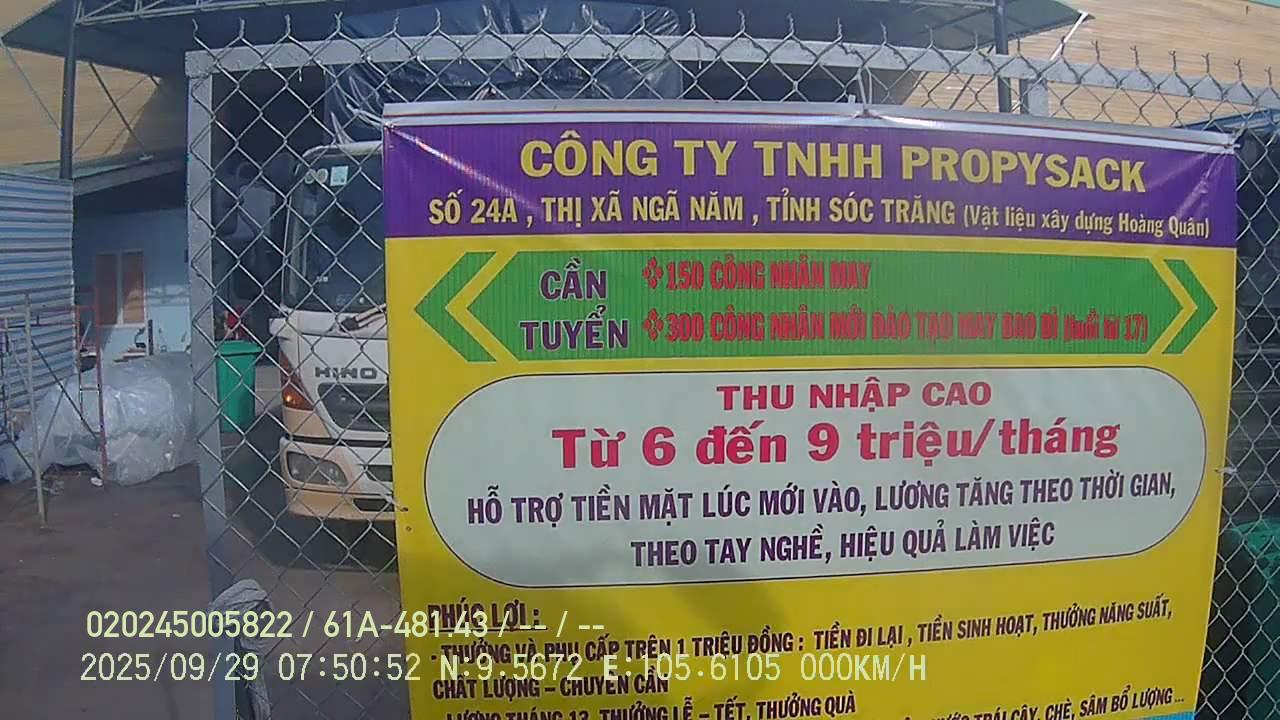 CÔNG TY TNHH PROPYSACK
SỐ 24A , THỊ XÃ NGÃ NĂM , TỈNH SÓC TRĂNG (Vật liệu xây dựng Hoàng Quân)
CẦN TUYỂN
❖150 CÔNG NHÂN MAY
❖300 CÔNG NHÂN MỚI ĐÀO TẠO MAY BAO BÌ (tuổi từ 17)
HINO
THU NHẬP CAO
Từ 6 đến 9 triệu/tháng
HỖ TRỢ TIỀN MẶT LÚC MỚI VÀO, LƯƠNG TĂNG THEO THỜI GIAN,
THEO TAY NGHỀ, HIỆU QUẢ LÀM VIỆC
PHÚC LỢI :
- THƯỞNG VÀ PHỤ CẤP TRÊN 1 TRIỆU ĐỒNG : TIỀN ĐI LẠI , TIỀN SINH HOẠT, THƯỞNG NĂNG SUẤT,
CHẤT LƯỢNG – CHUYÊN CẦN
- LƯƠNG THÁNG 13, THƯỞNG LỄ – TẾT, THƯỞNG QUÀ
TRÁI CÂY, CHÈ, SÂM BỔ LƯỢNG ...
020245005822 / 61A-481.43 / -- / --
2025/09/29 07:50:52 N:9.5672 E:105.6105 000KM/H